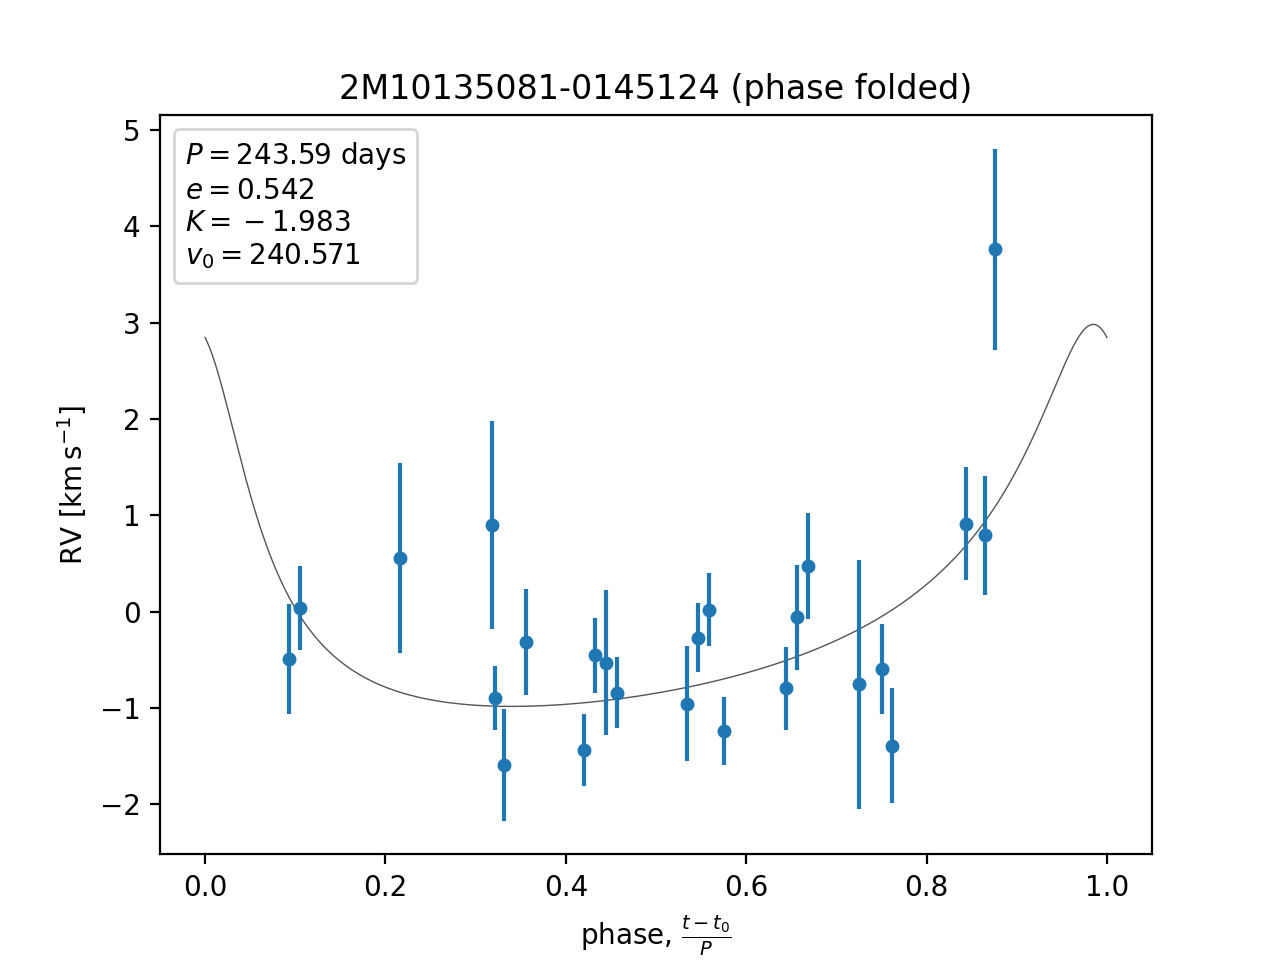 2M10135081-0145124 (phase folded)
P = 243.59 days
e = 0.542
K = −1.983
v₀ = 240.571
5
4
3
2
1
0
−1
−2
RV [km s⁻¹]
0.0 0.2 0.4 0.6 0.8 1.0
phase, (t − t₀)/P